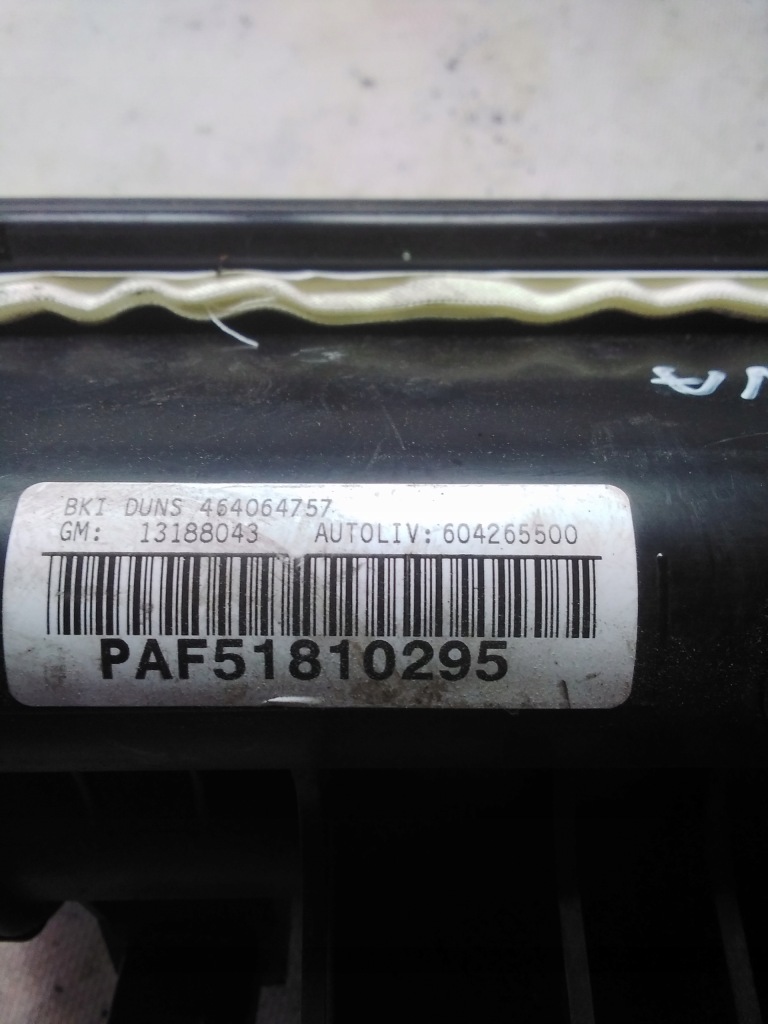 BKI DUNS 464064757
GM: 13188043 AUTOLIV: 604265500
PAF51810295